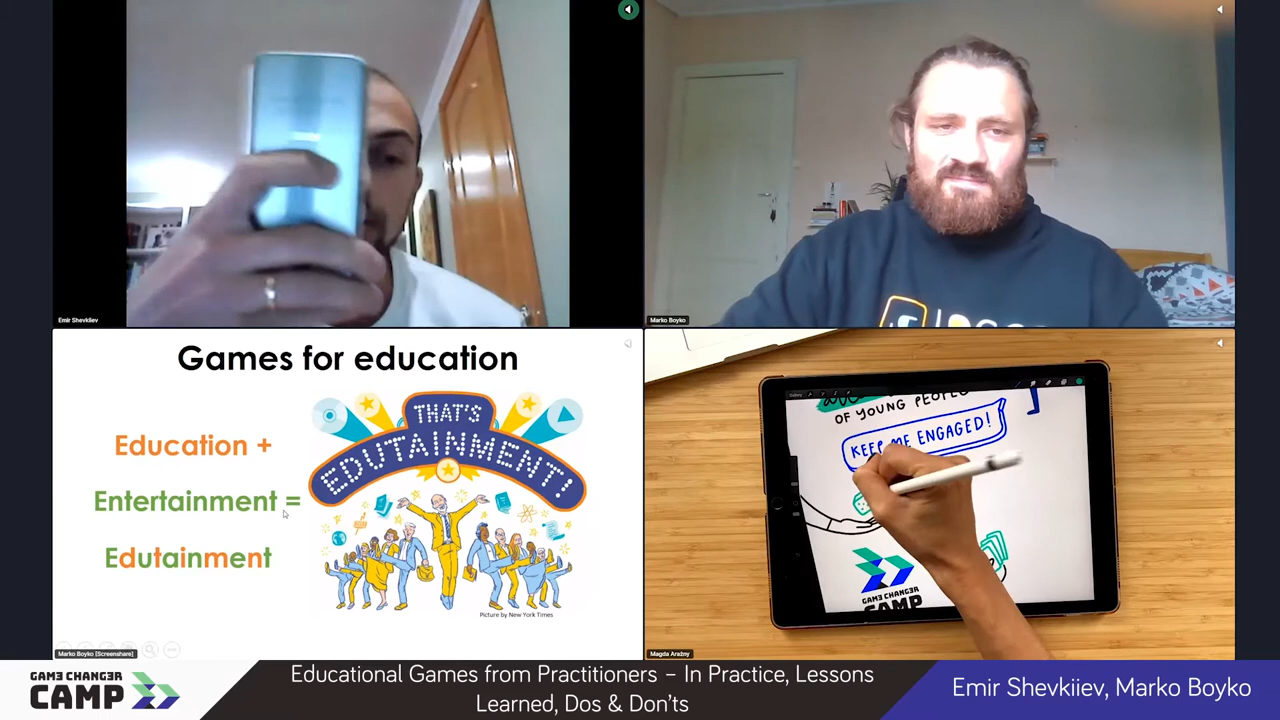 Emir Shevkiiev
Marko Boyko
Games for education
Education +
Entertainment =
Edutainment
THAT'S
EDUTAINMENT!
Picture by New York Times
Marko Boyko [Screenshare]
OF YOUNG PEOPLE
KEEP ME ENGAGED!
GAME CHANGER
CAMP
Magda Arażny
GAME CHANGER
CAMP
Educational Games from Practitioners – In Practice, Lessons
Learned, Dos & Don'ts
Emir Shevkiiev, Marko Boyko